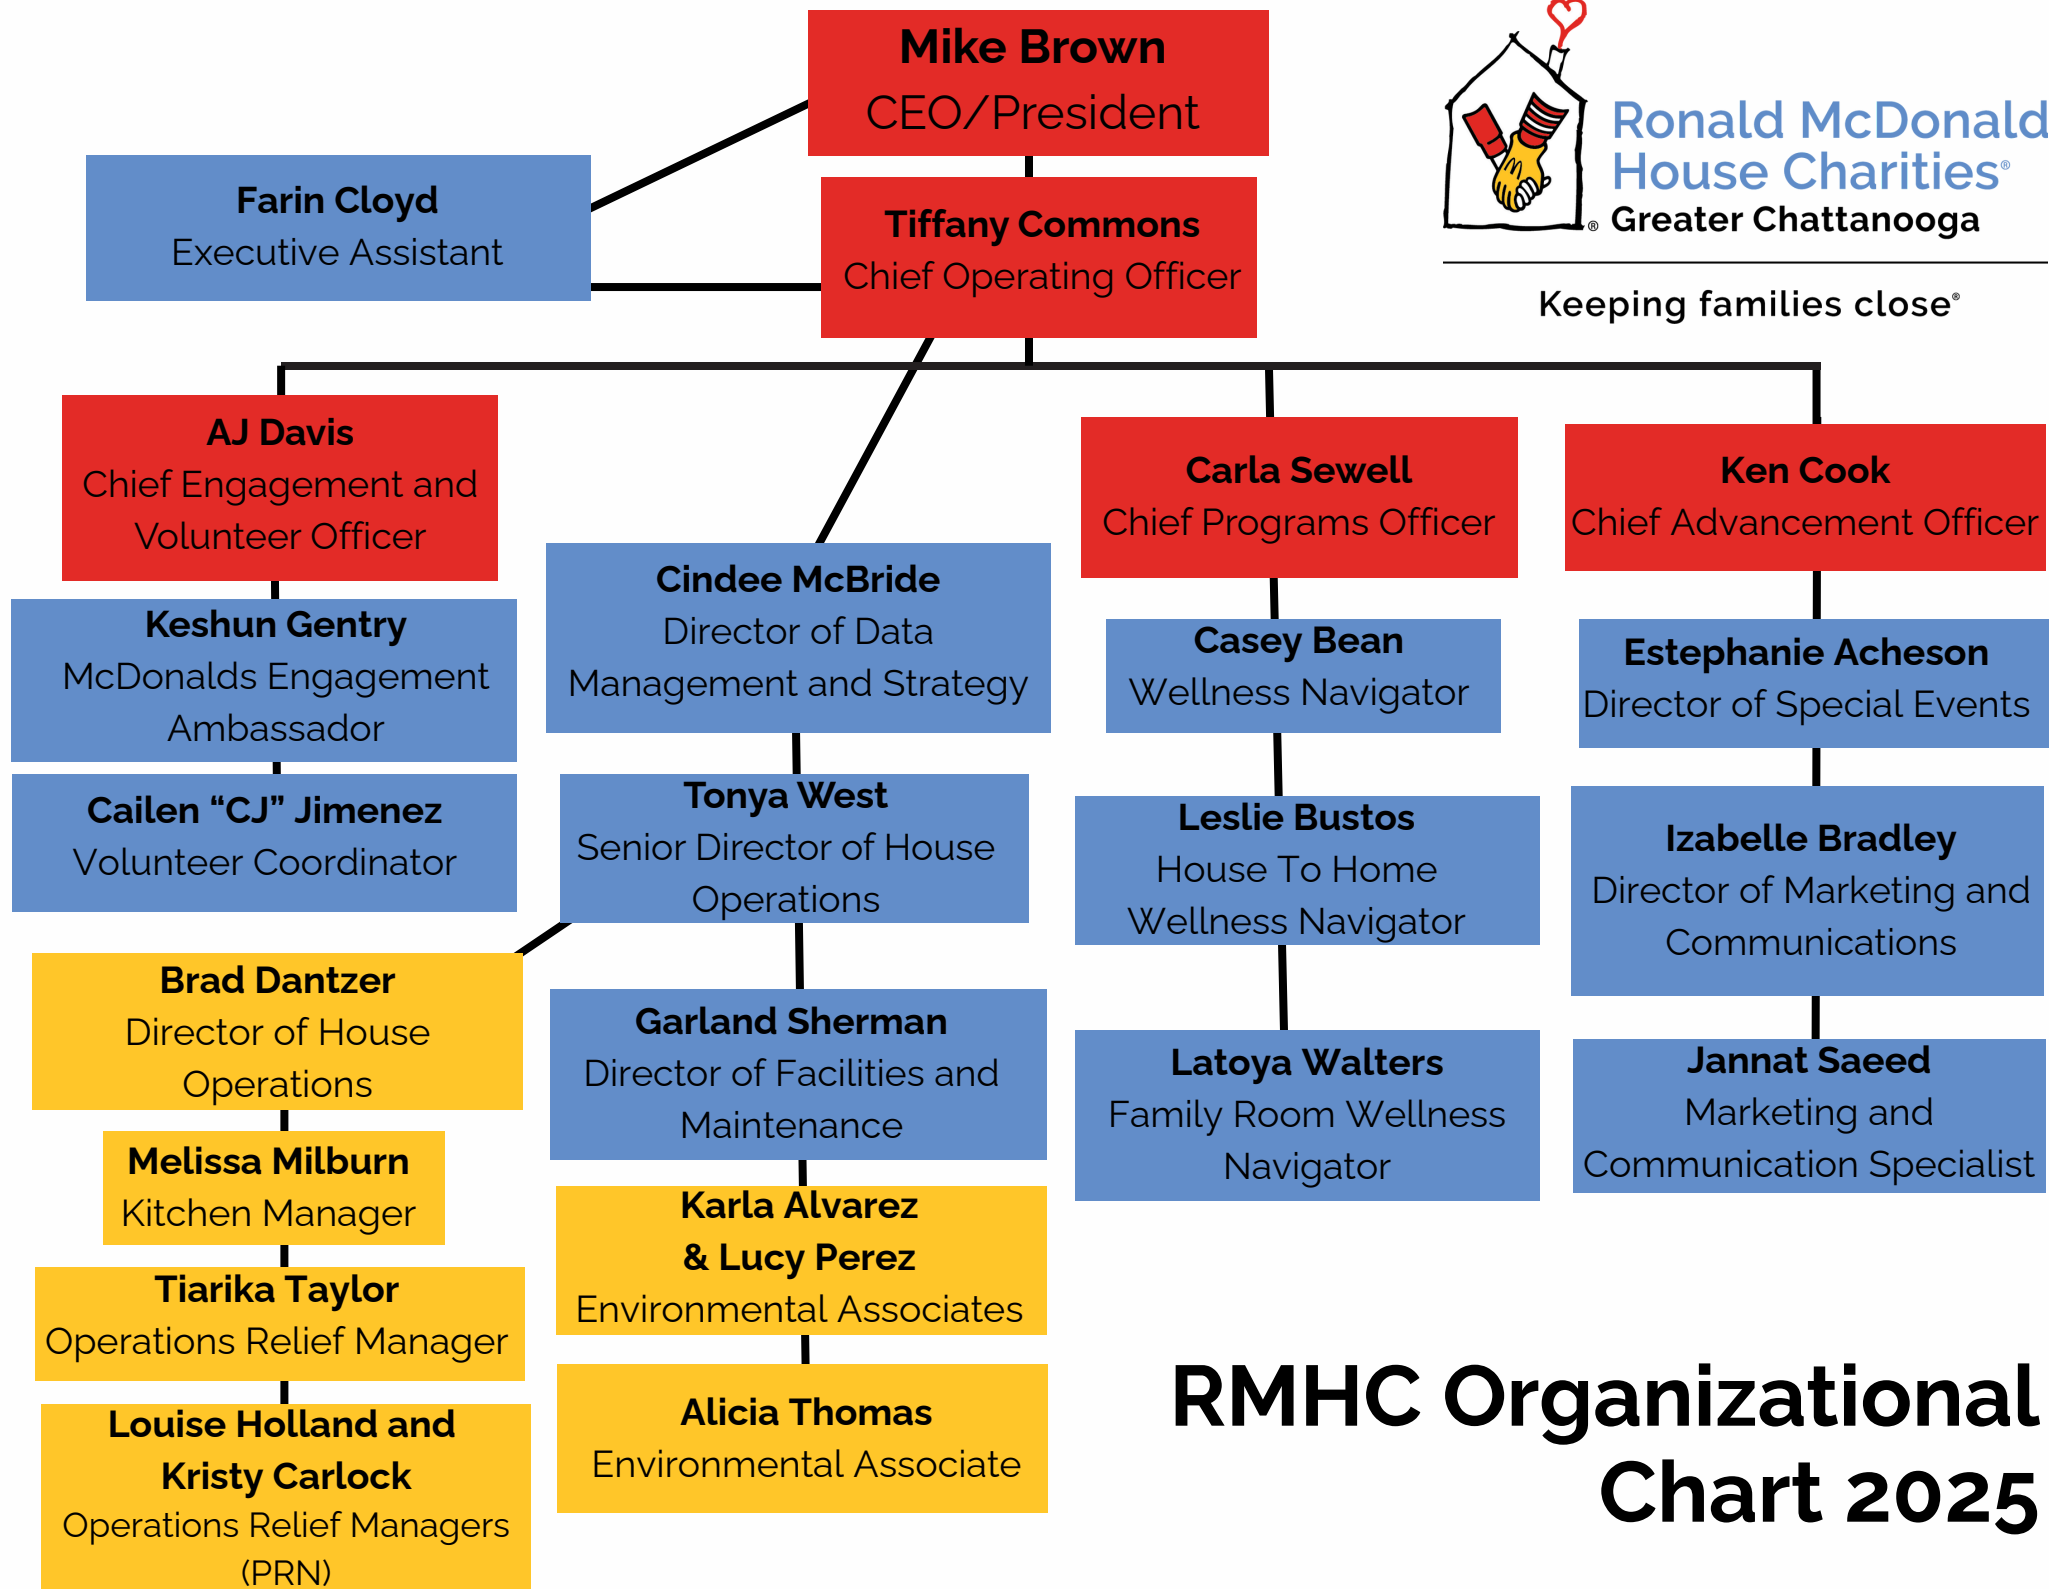 Mike Brown
CEO/President
Ronald McDonald
House Charities®
® Greater Chattanooga
Keeping families close®
Farin Cloyd
Executive Assistant
Tiffany Commons
Chief Operating Officer
AJ Davis
Chief Engagement and
Volunteer Officer
Keshun Gentry
McDonalds Engagement
Ambassador
Cailen “CJ” Jimenez
Volunteer Coordinator
Cindee McBride
Director of Data
Management and Strategy
Tonya West
Senior Director of House
Operations
Brad Dantzer
Director of House
Operations
Melissa Milburn
Kitchen Manager
Tiarika Taylor
Operations Relief Manager
Louise Holland and
Kristy Carlock
Operations Relief Managers
(PRN)
Garland Sherman
Director of Facilities and
Maintenance
Karla Alvarez
& Lucy Perez
Environmental Associates
Alicia Thomas
Environmental Associate
Carla Sewell
Chief Programs Officer
Casey Bean
Wellness Navigator
Leslie Bustos
House To Home
Wellness Navigator
Latoya Walters
Family Room Wellness
Navigator
Ken Cook
Chief Advancement Officer
Estephanie Acheson
Director of Special Events
Izabelle Bradley
Director of Marketing and
Communications
Jannat Saeed
Marketing and
Communication Specialist
RMHC Organizational
Chart 2025